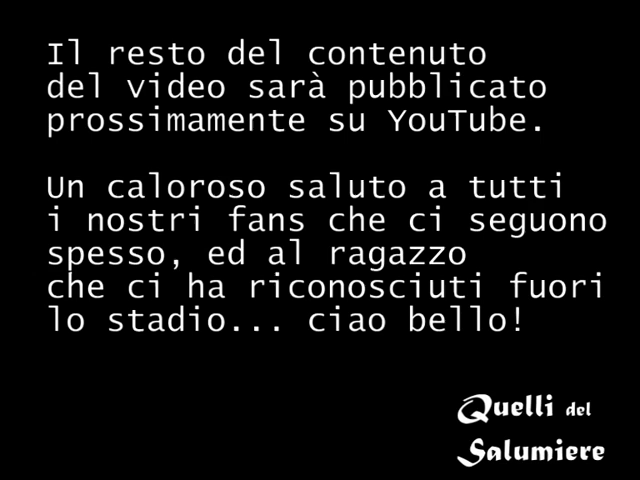 Il resto del contenuto
del video sarà pubblicato
prossimamente su YouTube.
Un caloroso saluto a tutti
i nostri fans che ci seguono
spesso, ed al ragazzo
che ci ha riconosciuti fuori
lo stadio... ciao bello!
Quelli del
Salumiere